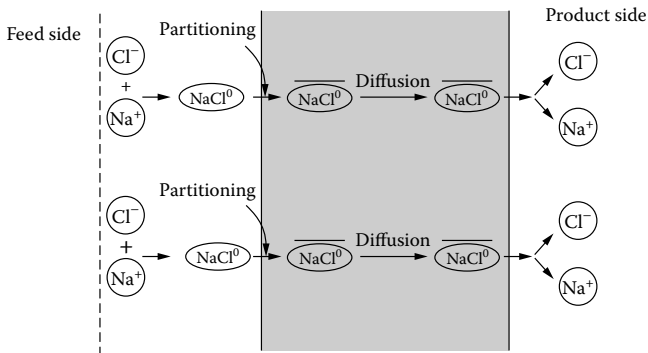 Feed side
Product side
Partitioning
Cl⁻
+
Na⁺
NaCl⁰
NaCl⁰
Diffusion
NaCl⁰
Cl⁻
Na⁺
Partitioning
Cl⁻
+
Na⁺
NaCl⁰
NaCl⁰
Diffusion
NaCl⁰
Cl⁻
Na⁺